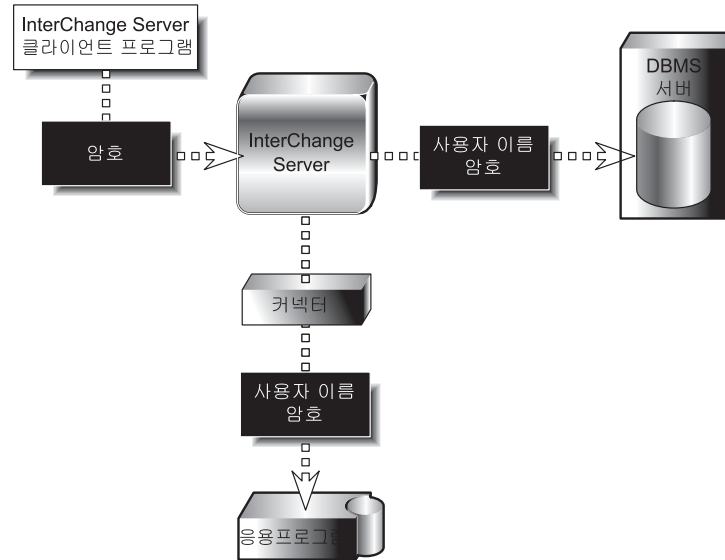 InterChange Server
클라이언트 프로그램
암호
InterChange
Server
사용자 이름
암호
DBMS
서버
커넥터
사용자 이름
암호
응용프로그램